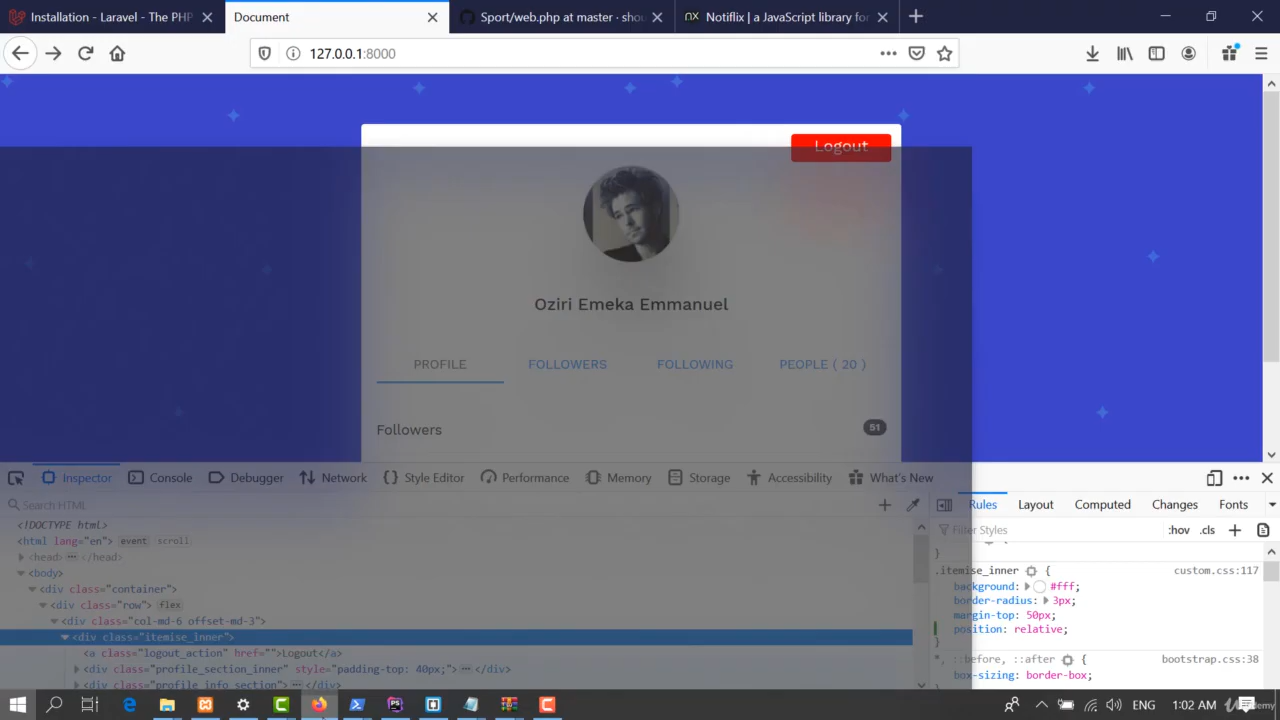 Installation - Laravel - The PHP
Document
Sport/web.php at master · shou
Notiflix | a JavaScript library for
127.0.0.1:8000
Logout
Oziri Emeka Emmanuel
PROFILE
FOLLOWERS
FOLLOWING
PEOPLE ( 20 )
Followers
51
Inspector
Console
Debugger
Network
Style Editor
Performance
Memory
Storage
Accessibility
What's New
Search HTML
Rules
Layout
Computed
Changes
Fonts
Filter Styles
:hov
.cls
<!DOCTYPE html>
<html lang="en"> event scroll
<head> ··· </head>
<body>
<div class="container">
<div class="row"> flex
<div class="col-md-6 offset-md-3">
<div class="itemise_inner">
<a class="logout_action" href="">Logout</a>
<div class="profile_section_inner" style="padding-top: 40px;"> ··· </div>
<div class="profile_info_section"> ··· </div>
}
.itemise_inner { custom.css:117
background: #fff;
border-radius: 3px;
margin-top: 50px;
position: relative;
}
*, ::before, ::after { bootstrap.css:38
box-sizing: border-box;
ENG
1:02 AM
Udemy